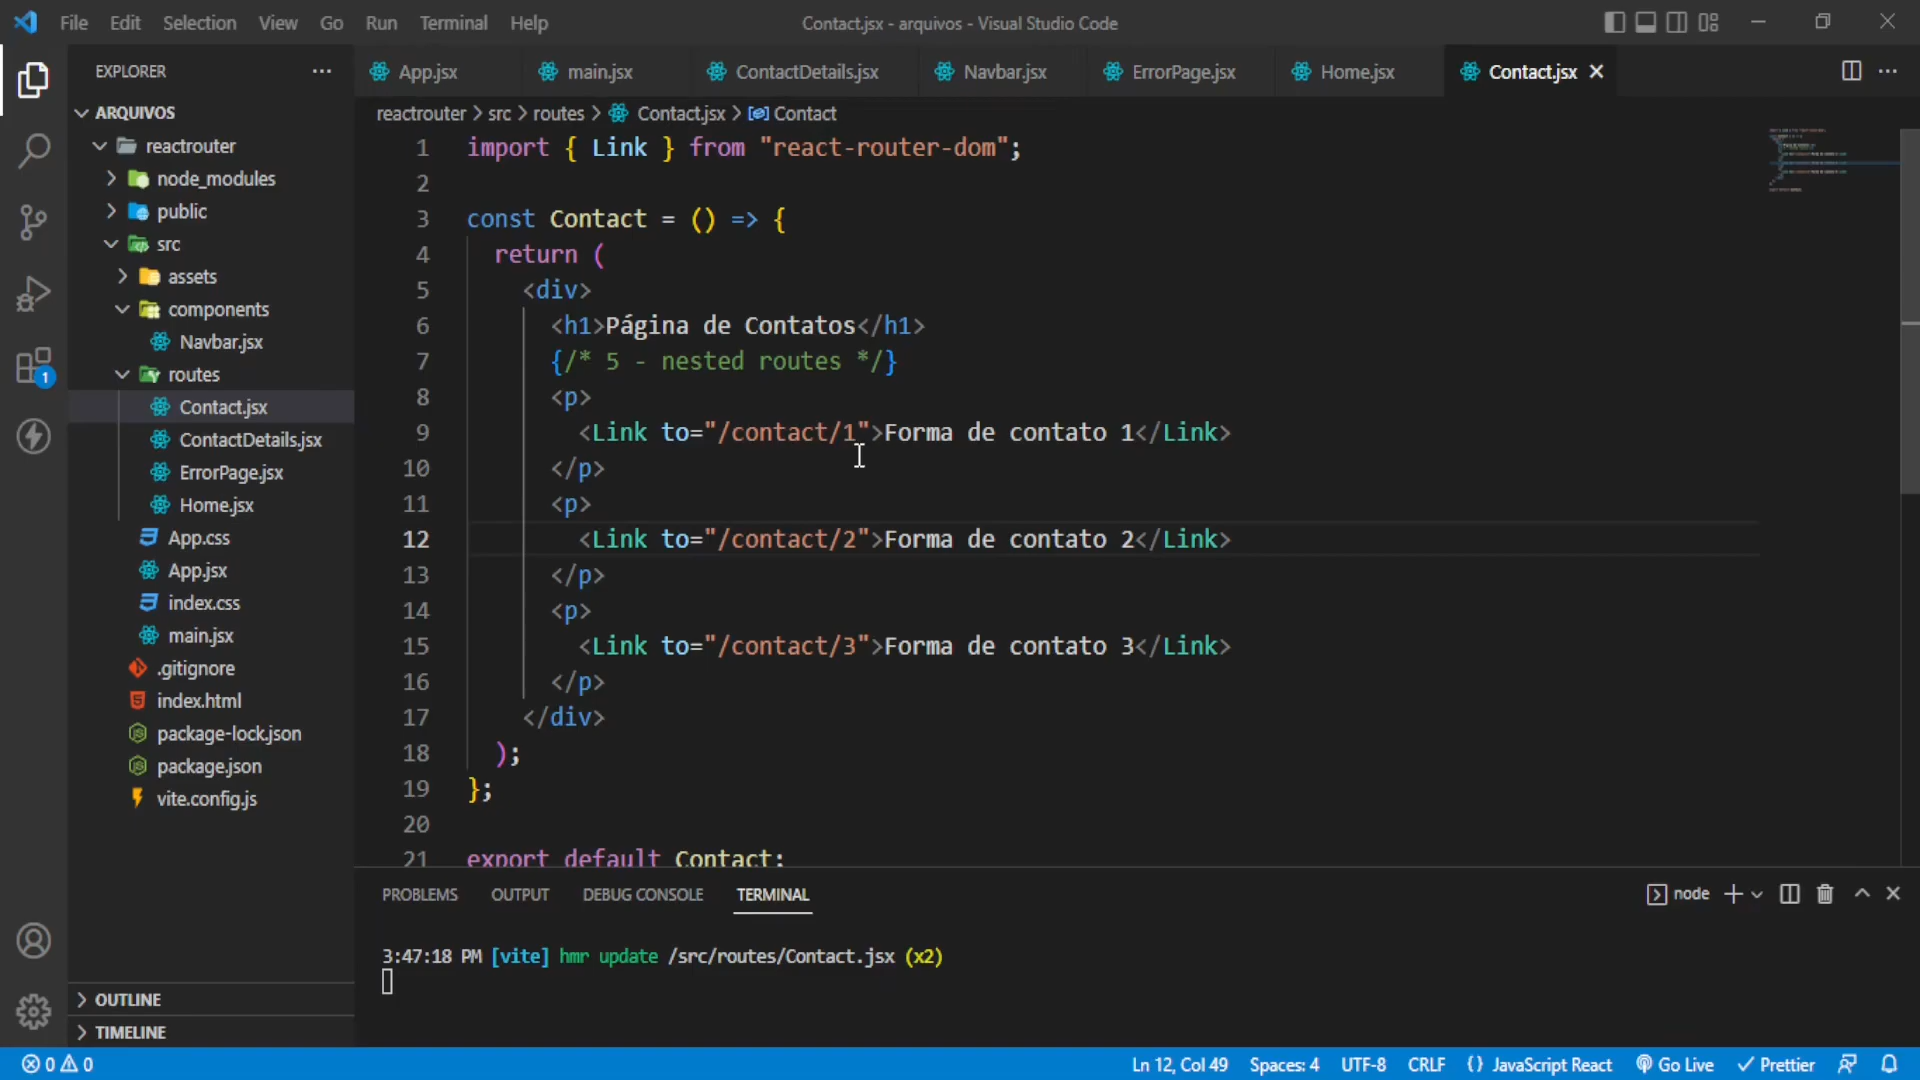 File Edit Selection View Go Run Terminal Help
Contact.jsx - arquivos - Visual Studio Code
EXPLORER
ARQUIVOS
reactrouter
node_modules
public
src
assets
components
Navbar.jsx
routes
Contact.jsx
ContactDetails.jsx
ErrorPage.jsx
Home.jsx
App.css
App.jsx
index.css
main.jsx
.gitignore
index.html
package-lock.json
package.json
vite.config.js
OUTLINE
TIMELINE
1
App.jsx main.jsx ContactDetails.jsx Navbar.jsx ErrorPage.jsx Home.jsx Contact.jsx
reactrouter > src > routes > Contact.jsx > Contact
1 import { Link } from "react-router-dom";
2
3 const Contact = () => {
4 return (
5 <div>
6 <h1>Página de Contatos</h1>
7 {/* 5 - nested routes */}
8 <p>
9 <Link to="/contact/1">Forma de contato 1</Link>
10 </p>
11 <p>
12 <Link to="/contact/2">Forma de contato 2</Link>
13 </p>
14 <p>
15 <Link to="/contact/3">Forma de contato 3</Link>
16 </p>
17 </div>
18 );
19 };
20
21 export default Contact;
PROBLEMS OUTPUT DEBUG CONSOLE TERMINAL
node
3:47:18 PM [vite] hmr update /src/routes/Contact.jsx (x2)
0 0
Ln 12, Col 49 Spaces: 4 UTF-8 CRLF {} JavaScript React Go Live Prettier